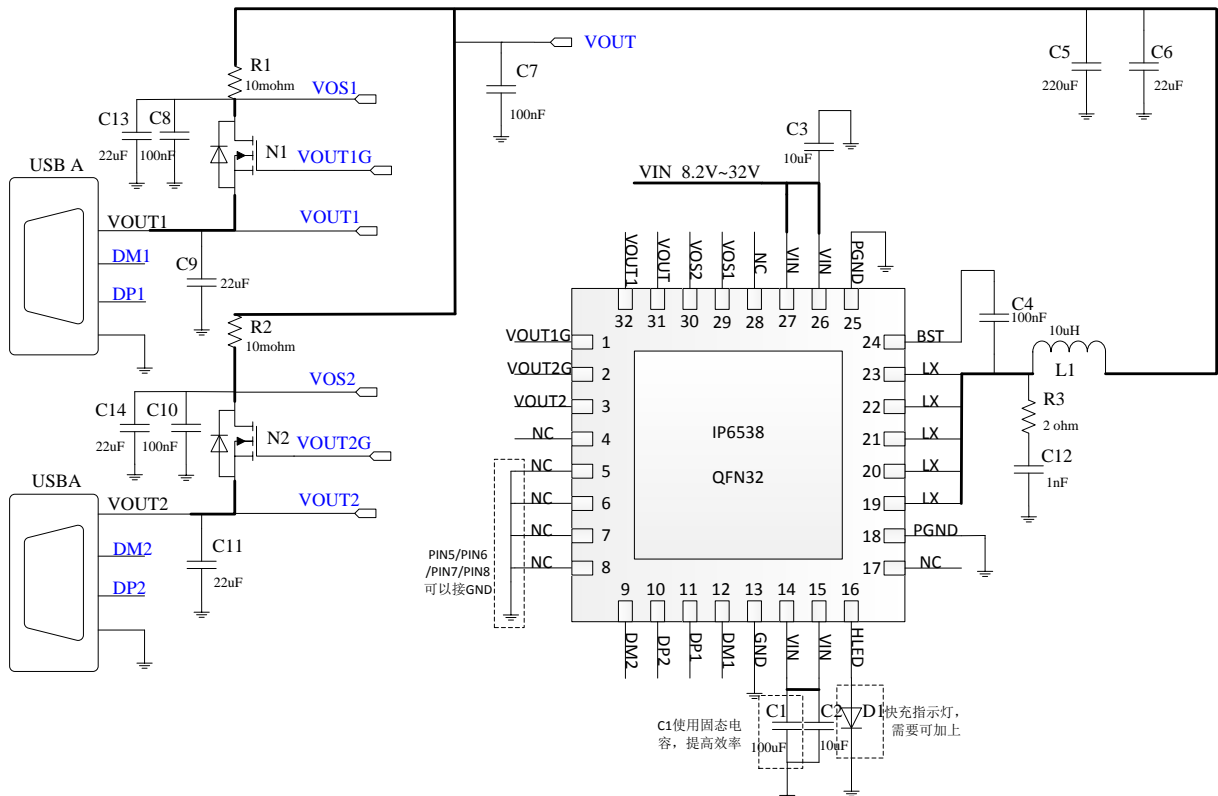 VOUT
R1
10mohm
VOS1
C13
C8
22uF
100nF
N1
VOUT1G
USB A
VOUT1
VOUT1
DM1
DP1
C9
22uF
C7
100nF
C5
220uF
C6
22uF
C3
10uF
VIN 8.2V~32V
R2
10mohm
VOS2
C14
C10
22uF
100nF
N2
VOUT2G
USBA
VOUT2
VOUT2
DM2
DP2
C11
22uF
VOUT1
VOUT
VOS2
VOS1
NC
VIN
VIN
PGND
32
31
30
29
28
27
26
25
VOUT1G
1
VOUT2G
2
VOUT2
3
NC
4
NC
5
NC
6
NC
7
NC
8
PIN5/PIN6
/PIN7/PIN8
可以接GND
IP6538
QFN32
24
BST
23
LX
22
LX
21
LX
20
LX
19
LX
18
PGND
17
NC
C4
100nF
10uH
L1
R3
2 ohm
C12
1nF
9
10
11
12
13
14
15
16
DM2
DP2
DP1
DM1
GND
VIN
VIN
HLED
C1使用固态电
容，提高效率
C1
100uF
C2
10uF
D1
快充指示灯，
需要可加上